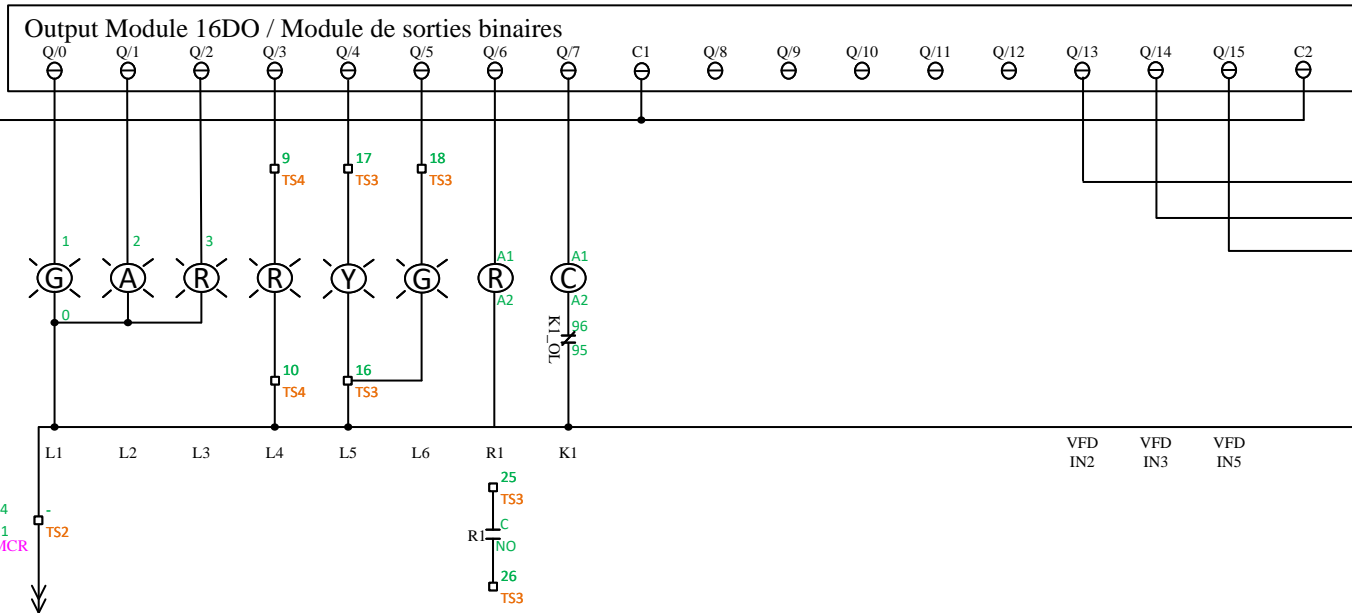 Output Module 16DO / Module de sorties binaires
Q/0 Q/1 Q/2 Q/3 Q/4 Q/5 Q/6 Q/7 C1 Q/8 Q/9 Q/10 Q/11 Q/12 Q/13 Q/14 Q/15 C2
9 17 18
TS4 TS3 TS3
1 2 3 A1 A1
G A R R Y G R C
A2 A2
0 96
K1_OL
95
10 16
TS4 TS3
L1 L2 L3 L4 L5 L6 R1 K1 VFD VFD VFD
IN2 IN3 IN5
25
TS3
4 -
C
1 TS2
R1
MCR NO
26
TS3